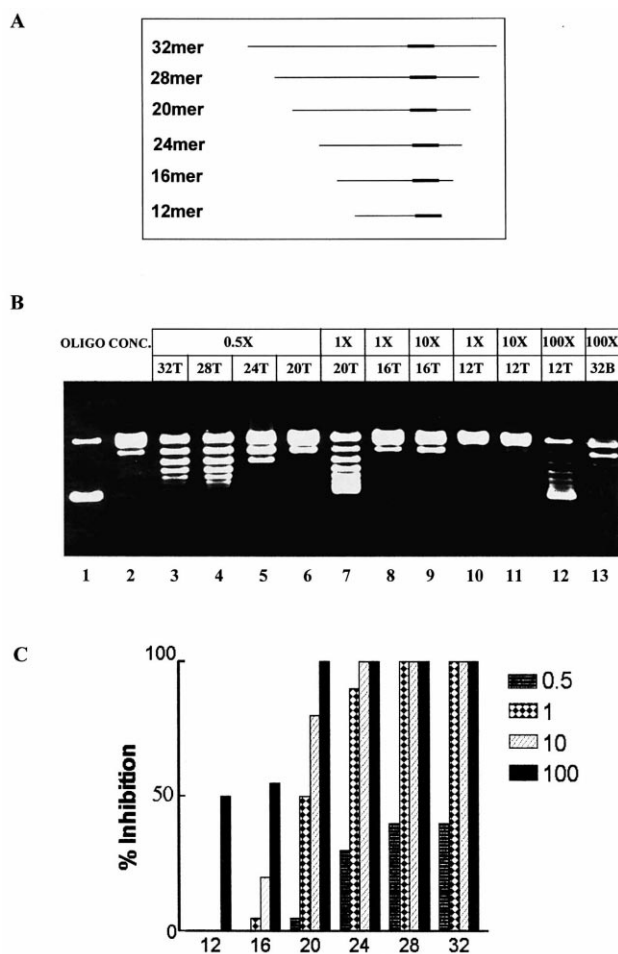 A
32mer
28mer
20mer
24mer
16mer
12mer
B
OLIGO CONC. 0.5X 1X 1X 10X 1X 10X 100X 100X
32T 28T 24T 20T 20T 16T 16T 12T 12T 12T 32B
1 2 3 4 5 6 7 8 9 10 11 12 13
C
100
50
0
% Inhibition
12 16 20 24 28 32
0.5
1
10
100